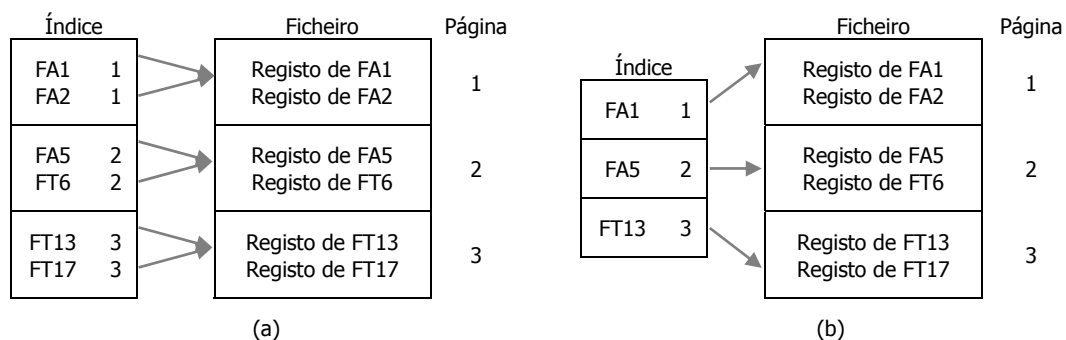 Índice Ficheiro Página
FA1 1 Registo de FA1
FA2 1 Registo de FA2
1
FA5 2 Registo de FA5
FT6 2 Registo de FT6
2
FT13 3 Registo de FT13
FT17 3 Registo de FT17
3
(a)
Ficheiro Página
Índice
FA1 1
FA5 2
FT13 3
Registo de FA1
Registo de FA2
1
Registo de FA5
Registo de FT6
2
Registo de FT13
Registo de FT17
3
(b)